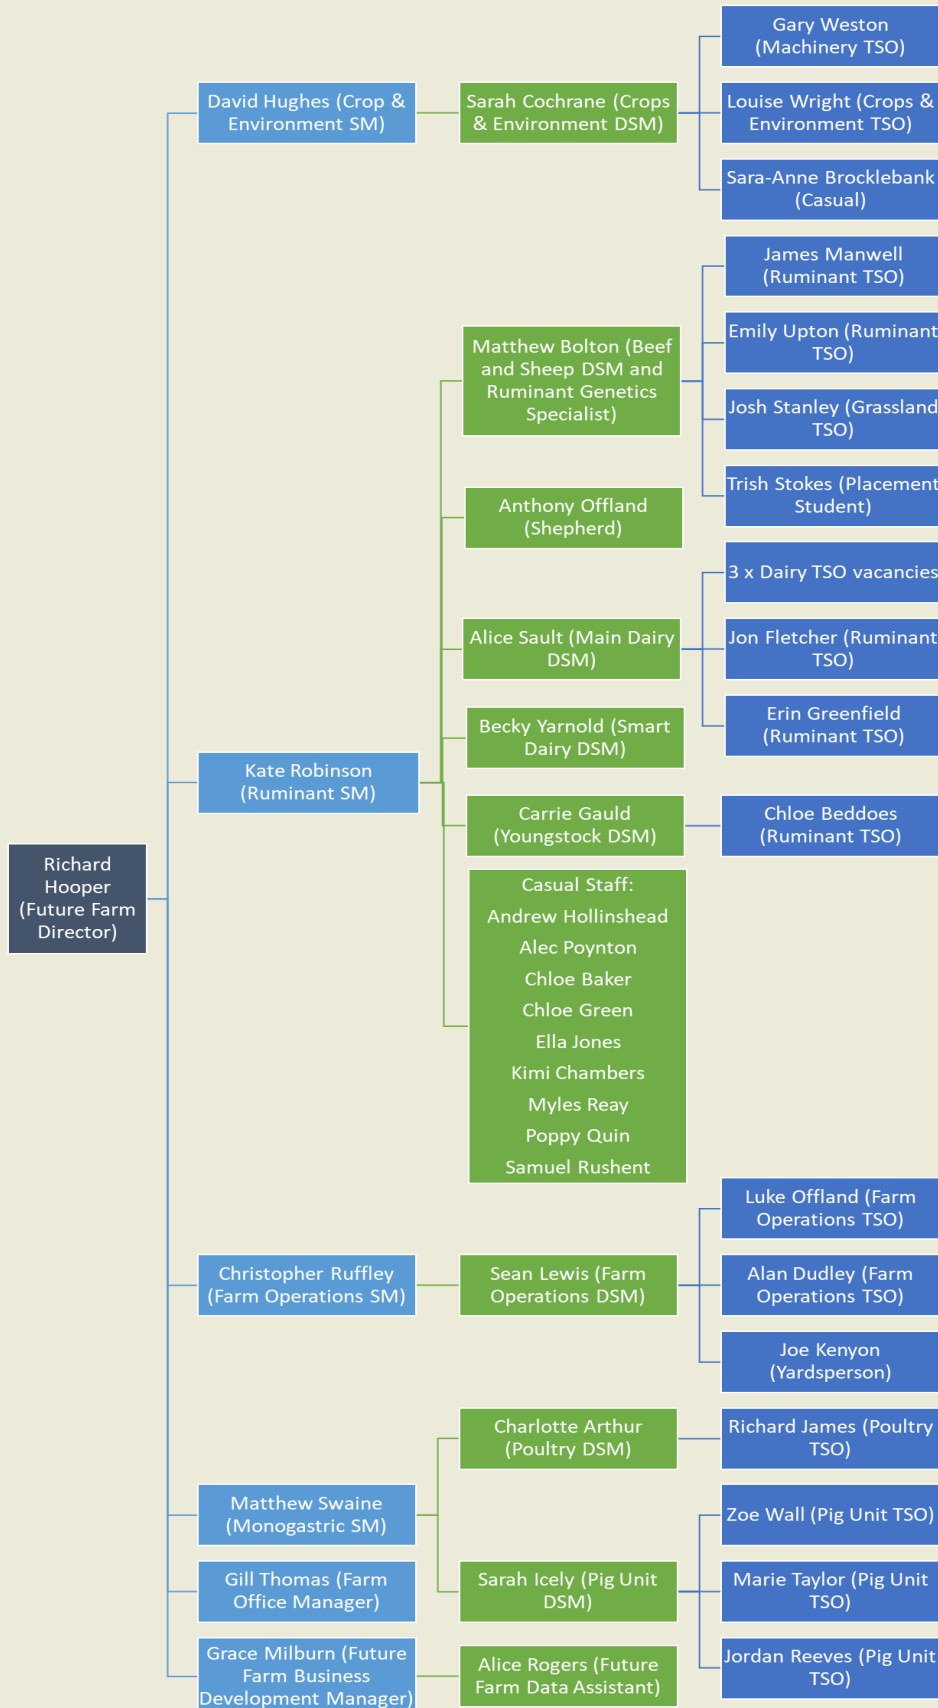 Gary Weston
(Machinery TSO)
David Hughes (Crop &
Environment SM)
Sarah Cochrane (Crops
& Environment DSM)
Louise Wright (Crops &
Environment TSO)
Sara-Anne Brocklebank
(Casual)
James Manwell
(Ruminant TSO)
Matthew Bolton (Beef
and Sheep DSM and
Ruminant Genetics
Specialist)
Emily Upton (Ruminant
TSO)
Josh Stanley (Grassland
TSO)
Trish Stokes (Placement
Student)
Anthony Offland
(Shepherd)
3 x Dairy TSO vacancies
Alice Sault (Main Dairy
DSM)
Jon Fletcher (Ruminant
TSO)
Erin Greenfield
(Ruminant TSO)
Becky Yarnold (Smart
Dairy DSM)
Kate Robinson
(Ruminant SM)
Carrie Gauld
(Youngstock DSM)
Chloe Beddoes
(Ruminant TSO)
Richard
Hooper
(Future Farm
Director)
Casual Staff:
Andrew Hollinshead
Alec Poynton
Chloe Baker
Chloe Green
Ella Jones
Kimi Chambers
Myles Reay
Poppy Quin
Samuel Rushent
Luke Offland (Farm
Operations TSO)
Christopher Ruffley
(Farm Operations SM)
Sean Lewis (Farm
Operations DSM)
Alan Dudley (Farm
Operations TSO)
Joe Kenyon
(Yardsperson)
Charlotte Arthur
(Poultry DSM)
Richard James (Poultry
TSO)
Matthew Swaine
(Monogastric SM)
Zoe Wall (Pig Unit TSO)
Gill Thomas (Farm
Office Manager)
Sarah Icely (Pig Unit
DSM)
Marie Taylor (Pig Unit
TSO)
Grace Milburn (Future
Farm Business
Development Manager)
Alice Rogers (Future
Farm Data Assistant)
Jordan Reeves (Pig Unit
TSO)